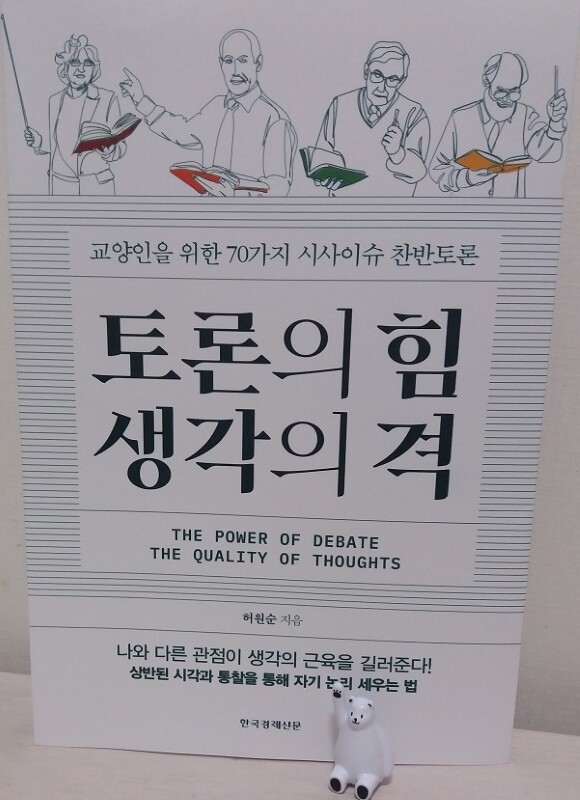 교양인을 위한 70가지 시사이슈 찬반토론
토론의 힘
생각의 격
THE POWER OF DEBATE
THE QUALITY OF THOUGHTS
허원순 지음
나와 다른 관점이 생각의 근육을 길러준다!
상반된 시각과 통찰을 통해 자기 논리 세우는 법
한국경제신문